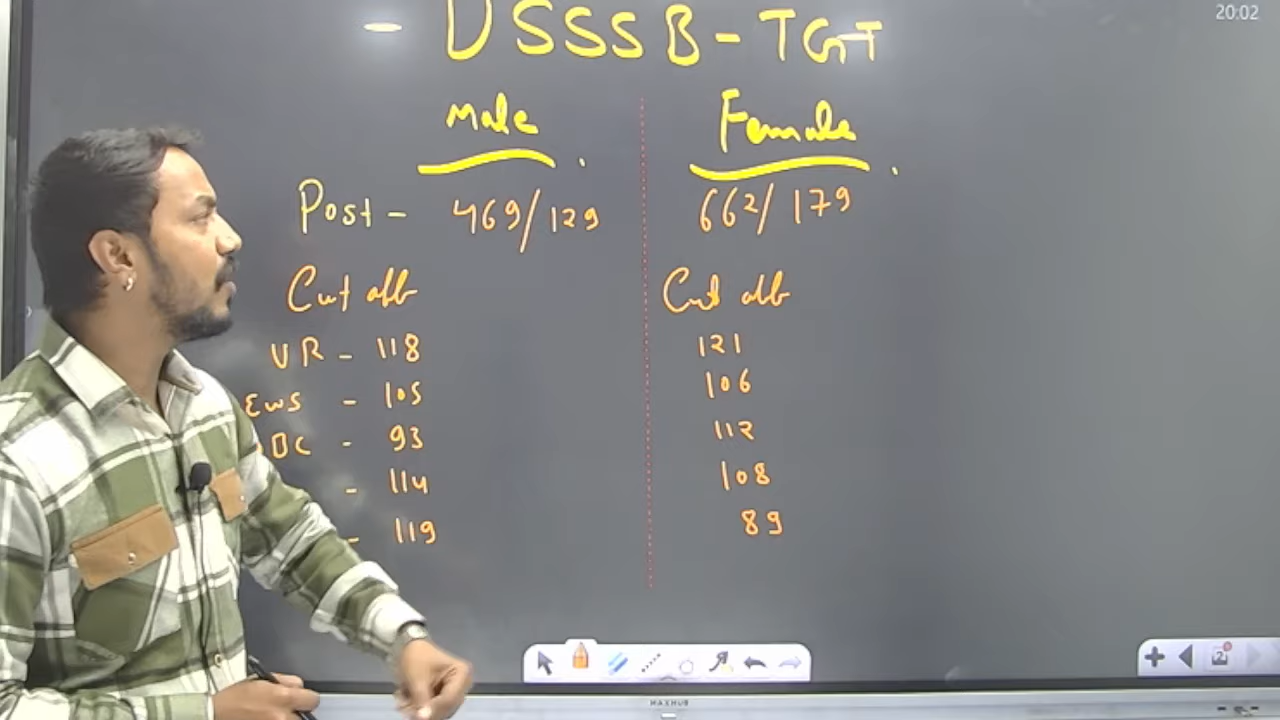 20:02
- DSSSB-TGT
Male Female
Post - 469/129 662/179
Cut off Cut off
UR - 118 121
EWS - 105 106
OBC - 93 112
- 114 108
- 119 89
MAXHUB